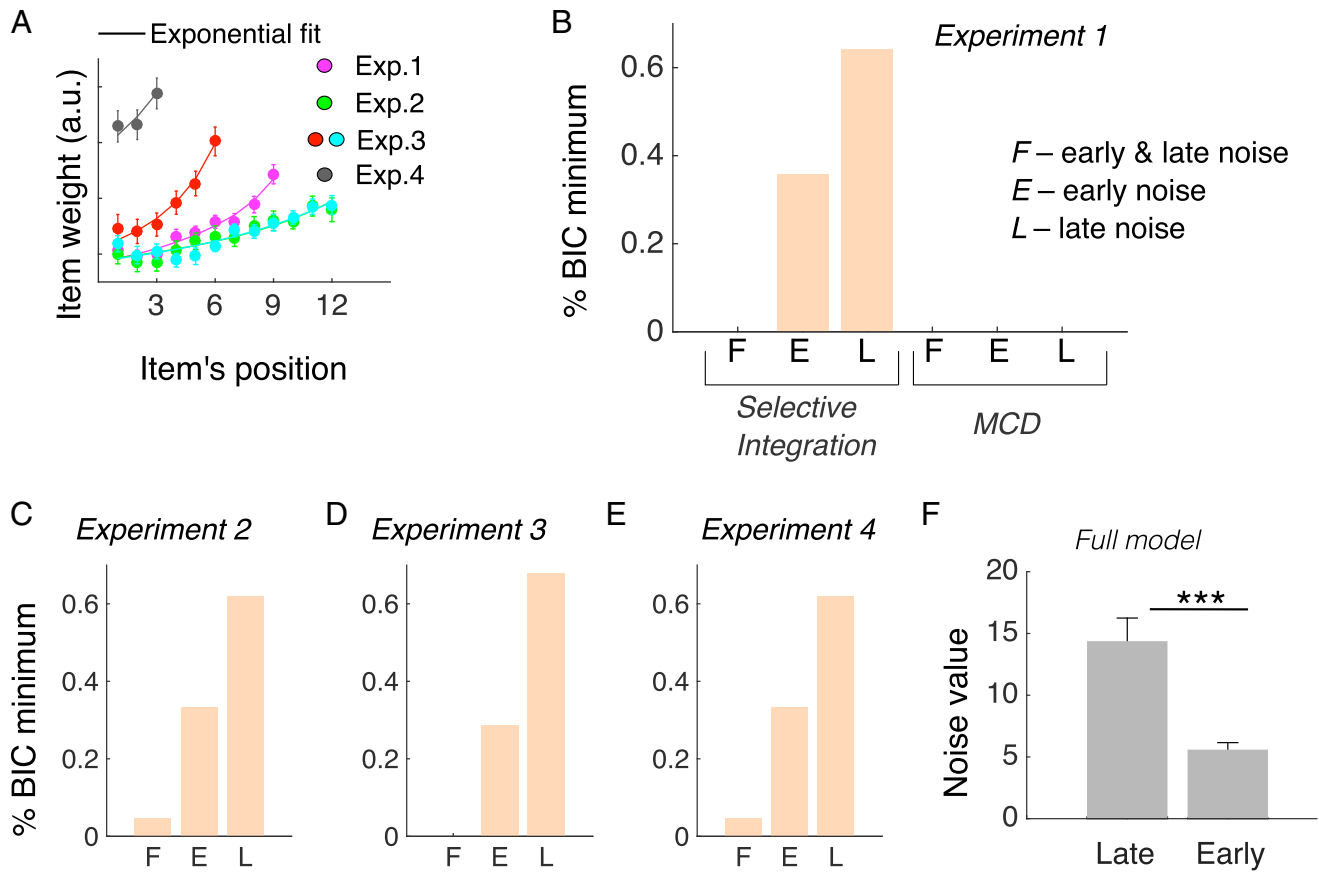 A
Exponential fit
Exp.1
Exp.2
Exp.3
Exp.4
Item weight (a.u.)
3 6 9 12
Item's position
B
Experiment 1
% BIC minimum
0.6
0.4
0.2
0
F E L F E L
Selective
Integration
MCD
F – early & late noise
E – early noise
L – late noise
C
Experiment 2
% BIC minimum
0.6
0.4
0.2
0
F E L
D
Experiment 3
0.6
0.4
0.2
0
F E L
E
Experiment 4
0.6
0.4
0.2
0
F E L
F
Full model
Noise value
20
15
10
5
0
***
Late Early